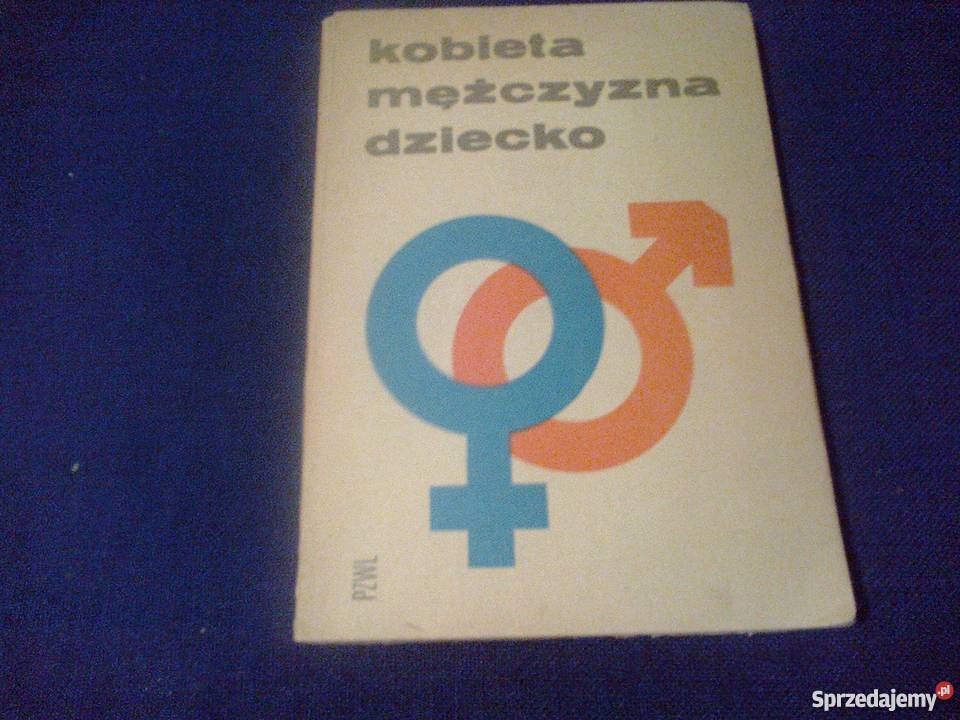 kobieta
mężczyzna
dziecko
PZWL
Sprzedajemy.pl